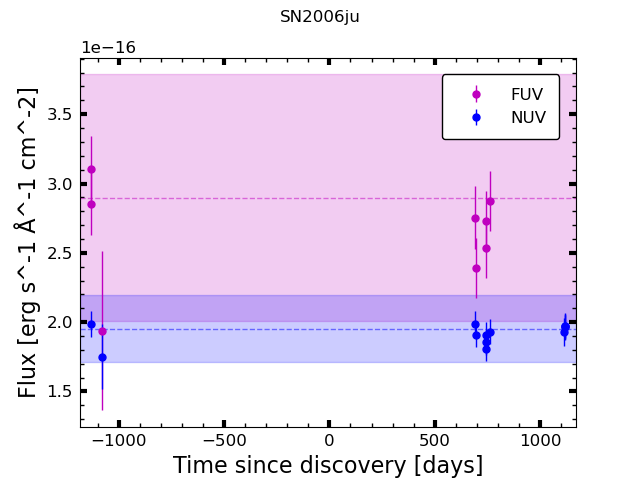 SN2006ju
1e−16
FUV
NUV
3.5
3.0
2.5
2.0
1.5
Flux [erg s^-1 Å^-1 cm^-2]
−1000 −500 0 500 1000
Time since discovery [days]